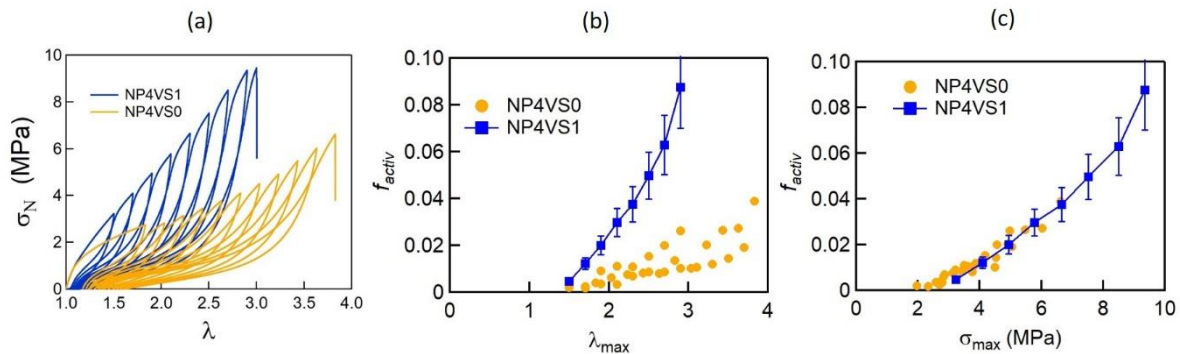 (a)
10
8
6
4
2
0
σN (MPa)
NP4VS1
NP4VS0
1.0 1.5 2.0 2.5 3.0 3.5 4.0
λ
(b)
0.10
0.08
0.06
0.04
0.02
0
factiv
NP4VS0
NP4VS1
0 1 2 3 4
λmax
(c)
0.10
0.08
0.06
0.04
0.02
0.00
factiv
NP4VS0
NP4VS1
0 2 4 6 8 10
σmax (MPa)